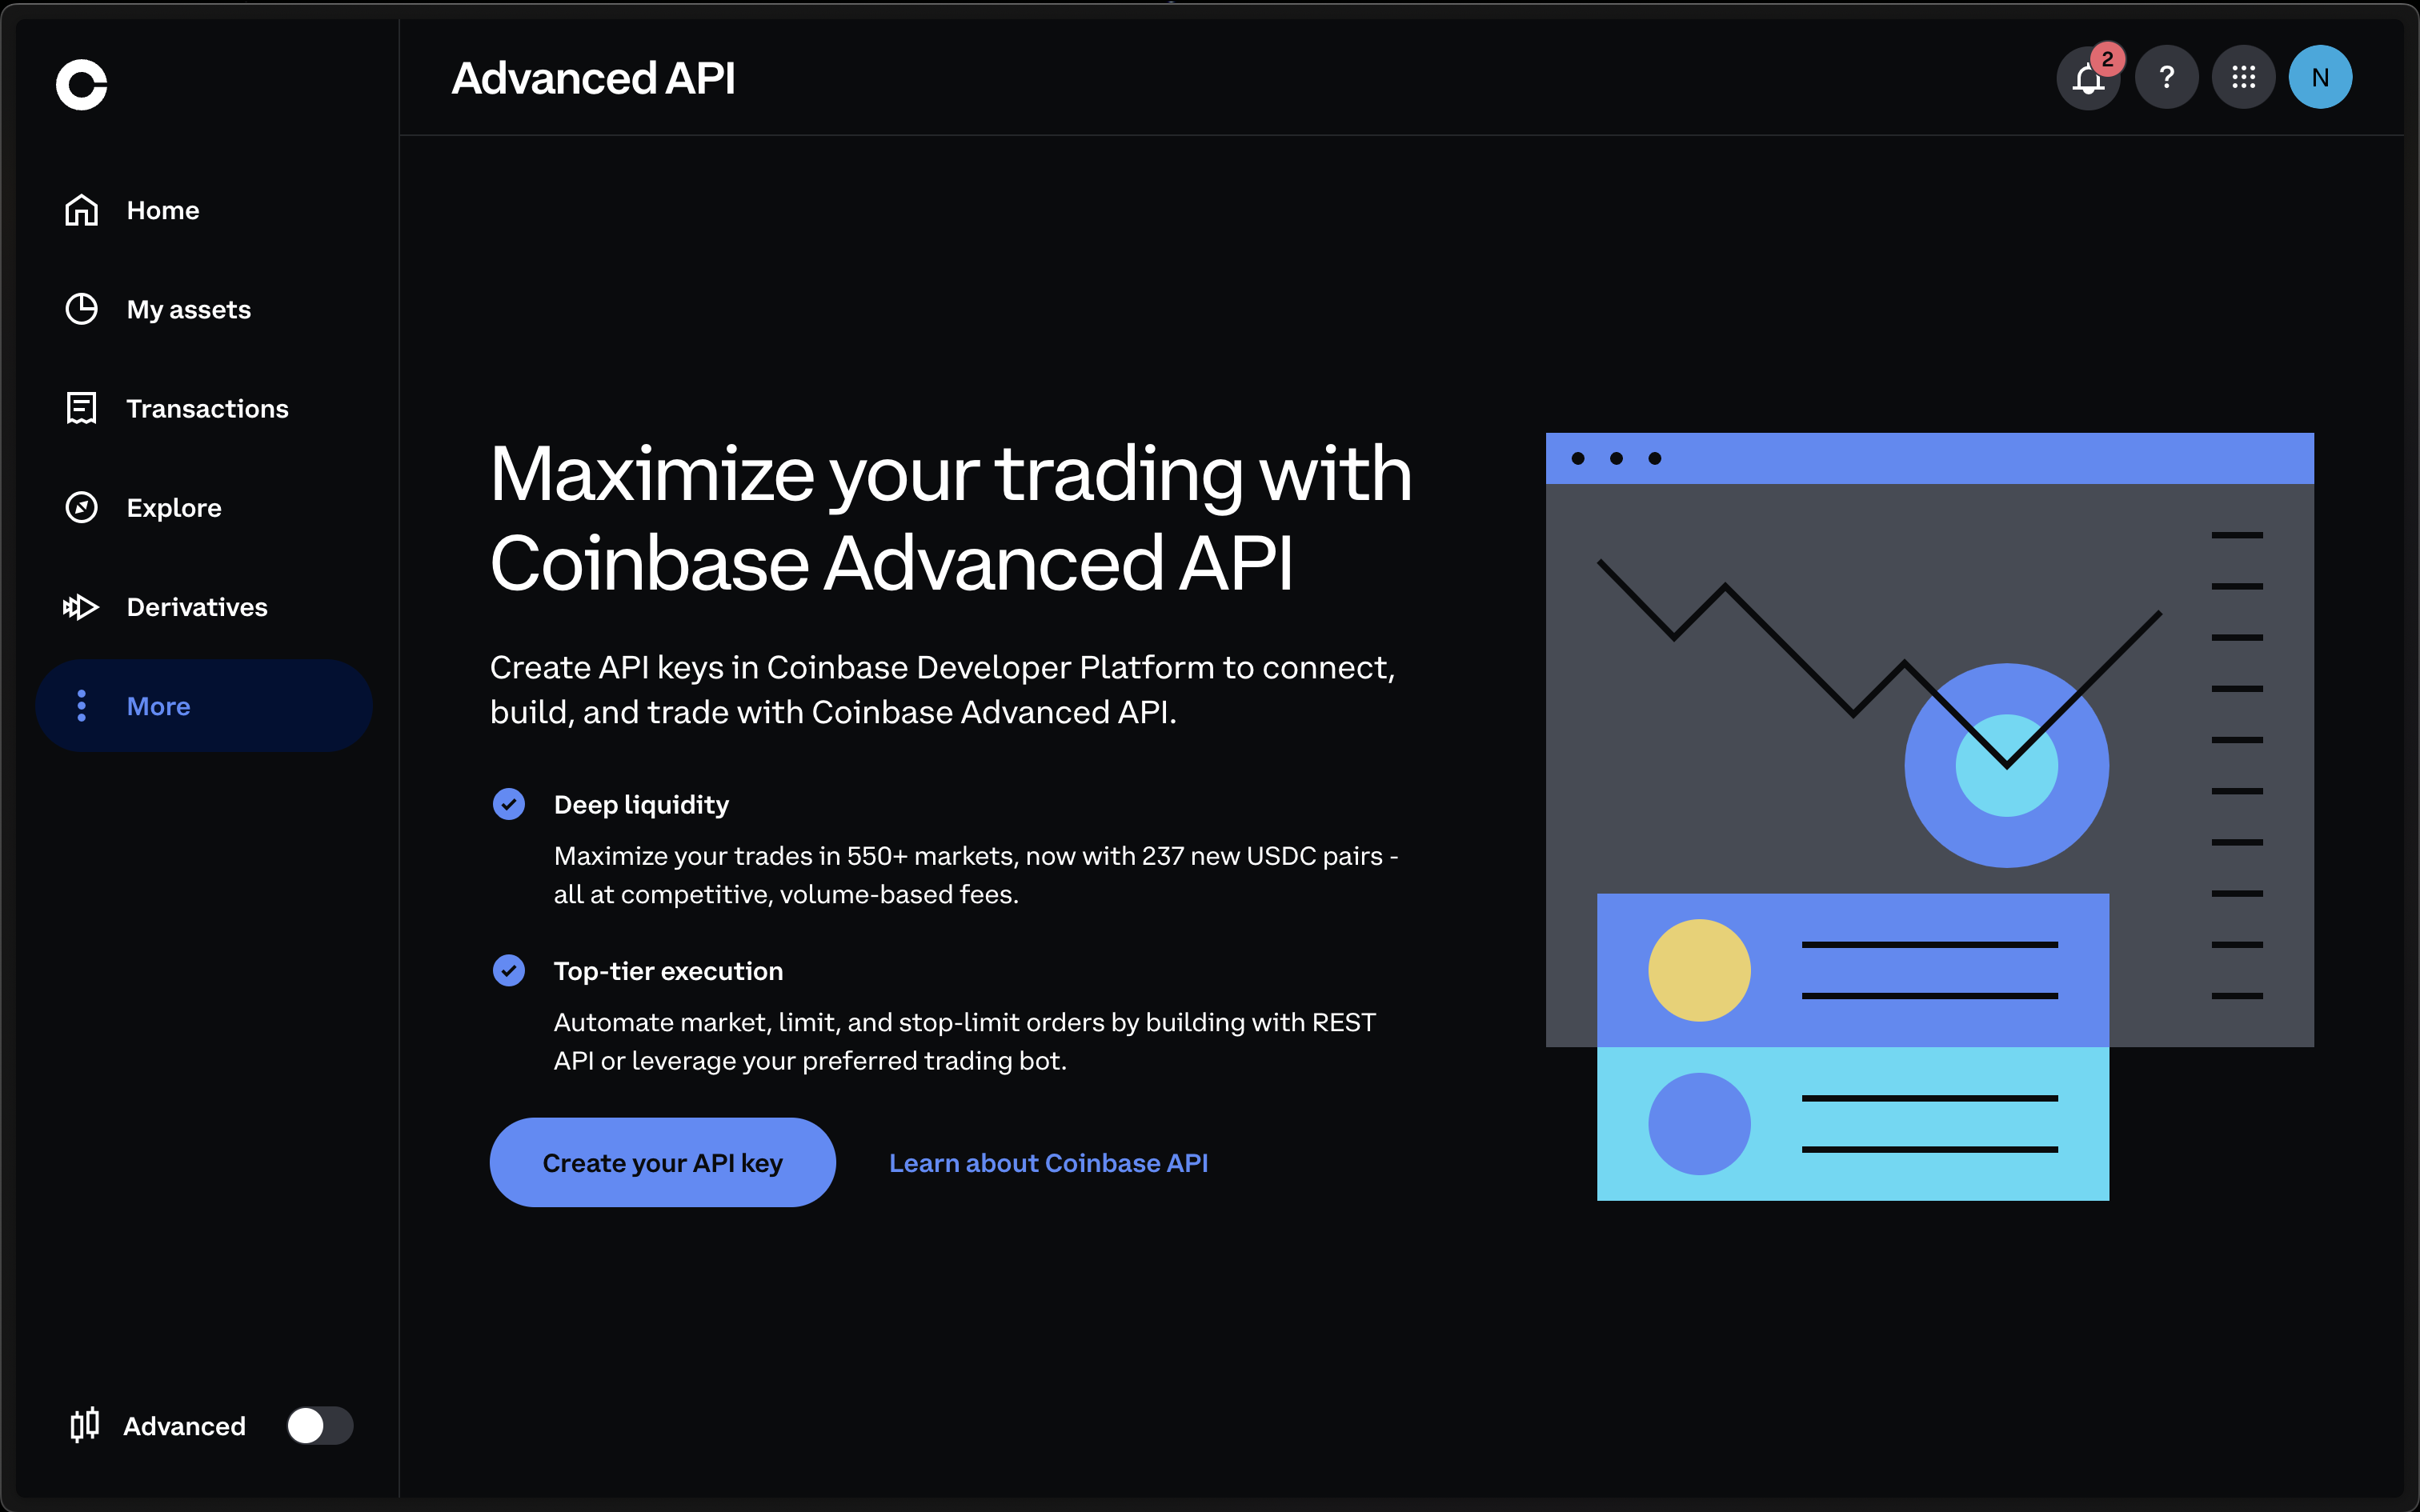 Advanced API
2
?
N
Home
My assets
Transactions
Explore
Derivatives
More
Maximize your trading with
Coinbase Advanced API
Create API keys in Coinbase Developer Platform to connect,
build, and trade with Coinbase Advanced API.
Deep liquidity
Maximize your trades in 550+ markets, now with 237 new USDC pairs -
all at competitive, volume-based fees.
Top-tier execution
Automate market, limit, and stop-limit orders by building with REST
API or leverage your preferred trading bot.
Create your API key
Learn about Coinbase API
Advanced